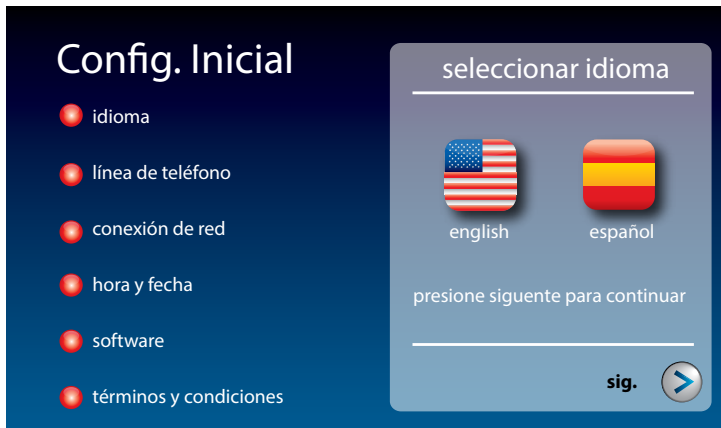 Config. Inicial
idioma
línea de teléfono
conexión de red
hora y fecha
software
términos y condiciones
seleccionar idioma
english español
presione siguente para continuar
sig.